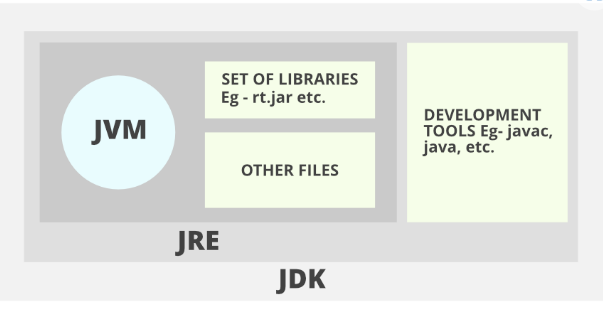 JVM
SET OF LIBRARIES
Eg - rt.jar etc.
OTHER FILES
DEVELOPMENT
TOOLS Eg- javac,
java, etc.
JRE
JDK